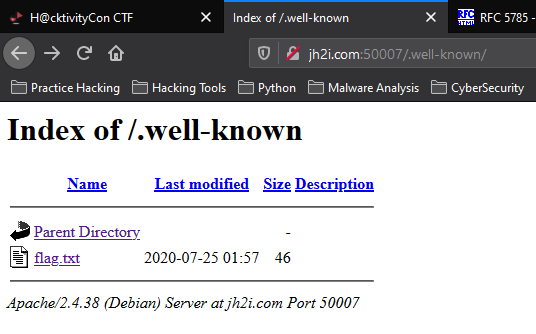 H@cktivityCon CTF
Index of /.well-known
RFC 5785 -
jh2i.com:50007/.well-known/
Practice Hacking Hacking Tools Python Malware Analysis CyberSecurity
Index of /.well-known
Name Last modified Size Description
Parent Directory -
flag.txt 2020-07-25 01:57 46
Apache/2.4.38 (Debian) Server at jh2i.com Port 50007